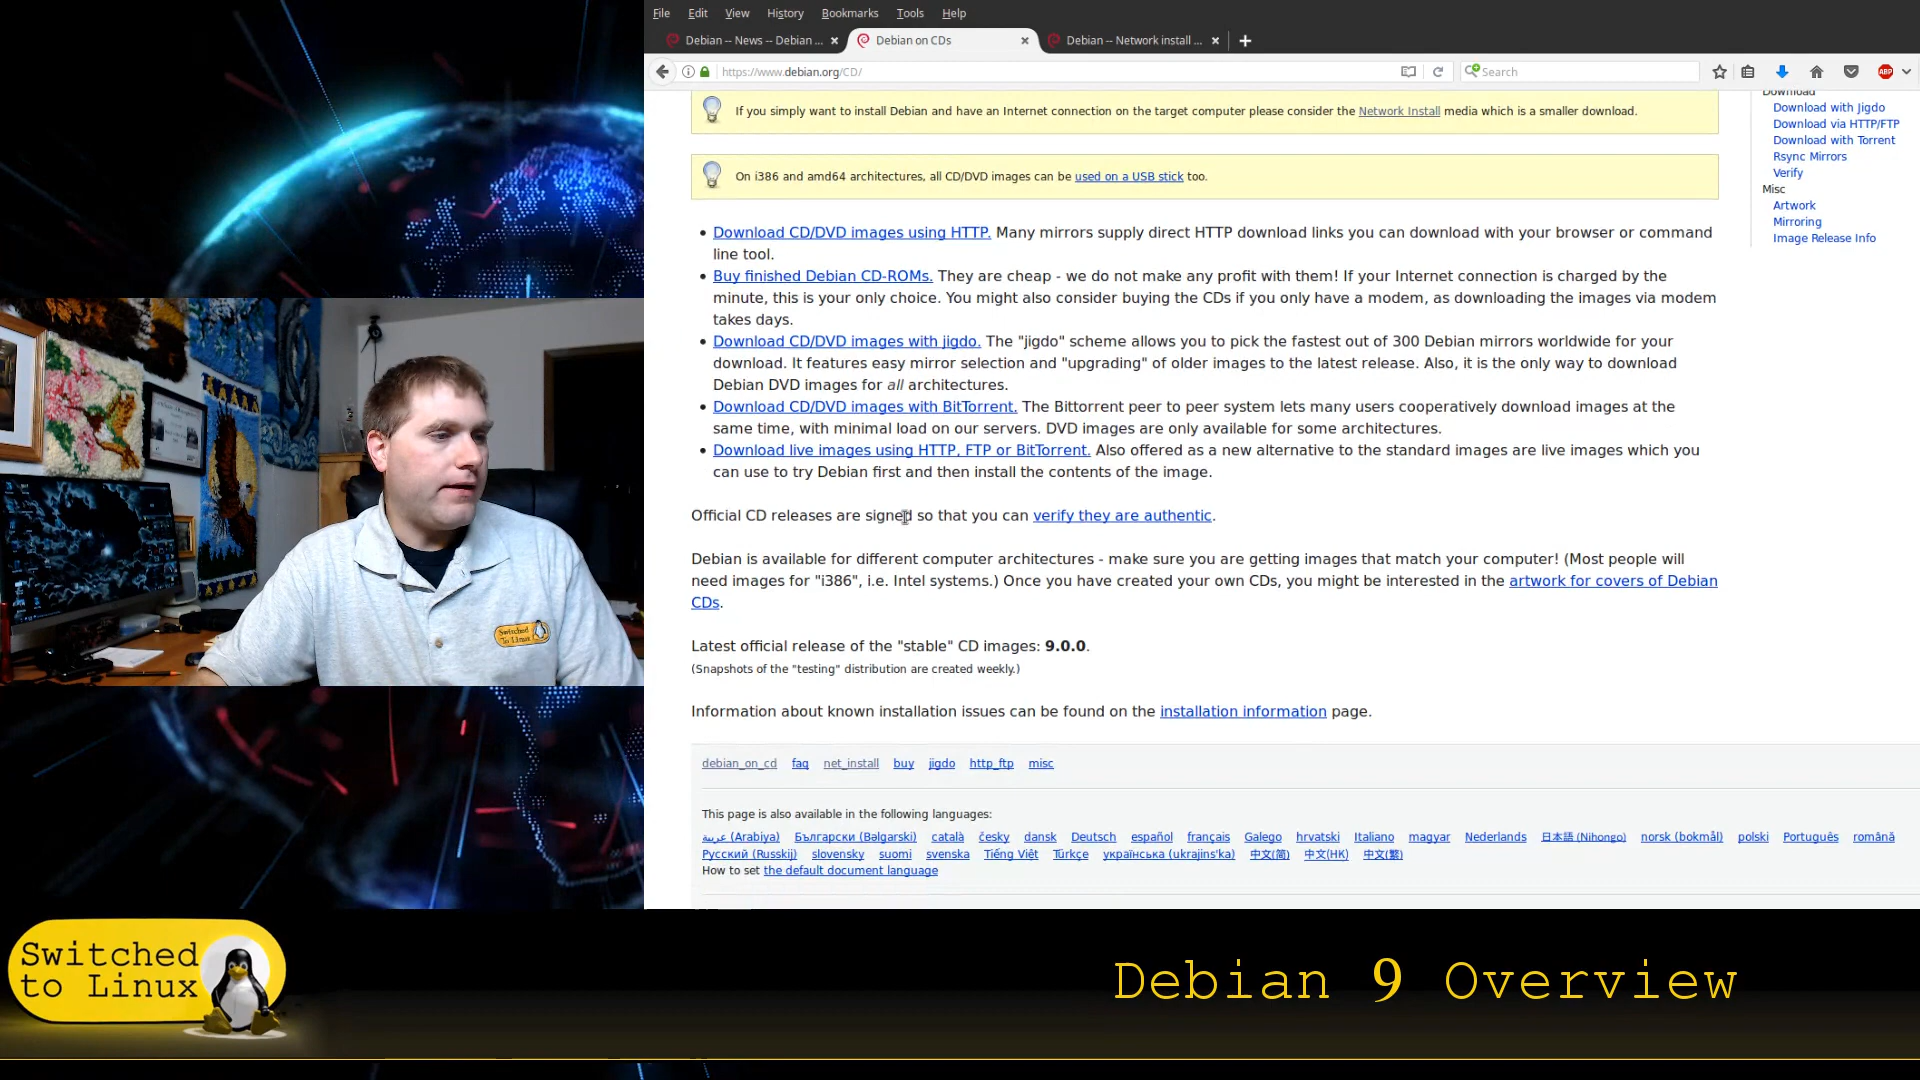 File Edit View History Bookmarks Tools Help
Debian -- News -- Debian ... Debian on CDs Debian -- Network install ...
https://www.debian.org/CD/ Search ABP
If you simply want to install Debian and have an Internet connection on the target computer please consider the Network Install media which is a smaller download.
On i386 and amd64 architectures, all CD/DVD images can be used on a USB stick too.
Download CD/DVD images using HTTP. Many mirrors supply direct HTTP download links you can download with your browser or command
line tool.
Buy finished Debian CD-ROMs. They are cheap - we do not make any profit with them! If your Internet connection is charged by the
minute, this is your only choice. You might also consider buying the CDs if you only have a modem, as downloading the images via modem
takes days.
Download CD/DVD images with jigdo. The "jigdo" scheme allows you to pick the fastest out of 300 Debian mirrors worldwide for your
download. It features easy mirror selection and "upgrading" of older images to the latest release. Also, it is the only way to download
Debian DVD images for all architectures.
Download CD/DVD images with BitTorrent. The Bittorrent peer to peer system lets many users cooperatively download images at the
same time, with minimal load on our servers. DVD images are only available for some architectures.
Download live images using HTTP, FTP or BitTorrent. Also offered as a new alternative to the standard images are live images which you
can use to try Debian first and then install the contents of the image.
Official CD releases are signed so that you can verify they are authentic.
Debian is available for different computer architectures - make sure you are getting images that match your computer! (Most people will
need images for "i386", i.e. Intel systems.) Once you have created your own CDs, you might be interested in the artwork for covers of Debian
CDs.
Latest official release of the "stable" CD images: 9.0.0.
(Snapshots of the "testing" distribution are created weekly.)
Information about known installation issues can be found on the installation information page.
debian_on_cd faq net_install buy jigdo http_ftp misc
This page is also available in the following languages:
عربية (Arabiya) Български (Bəlgarski) català česky dansk Deutsch español français Galego hrvatski Italiano magyar Nederlands 日本語 (Nihongo) norsk (bokmål) polski Português română
Русский (Russkij) slovensky suomi svenska Tiếng Việt Türkçe українська (ukrajins'ka) 中文(简) 中文(HK) 中文(繁)
How to set the default document language
Download
Download with Jigdo
Download via HTTP/FTP
Download with Torrent
Rsync Mirrors
Verify
Misc
Artwork
Mirroring
Image Release Info
Switched
to Linux
Switched
to Linux
Debian 9 Overview